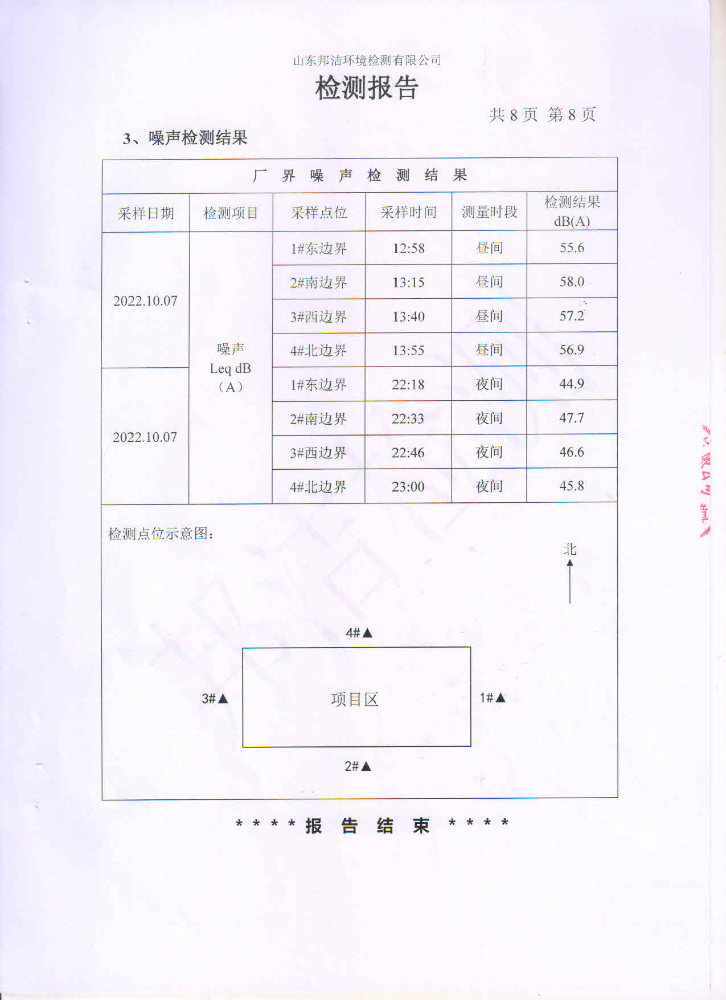 山东邦洁环境检测有限公司
检测报告
共 8 页 第 8 页
3、噪声检测结果
厂界噪声检测结果
采样日期 检测项目 采样点位 采样时间 测量时段 检测结果 dB(A)
2022.10.07 噪声 Leq dB （A） 1#东边界 12:58 昼间 55.6
2#南边界 13:15 昼间 58.0
3#西边界 13:40 昼间 57.2
4#北边界 13:55 昼间 56.9
2022.10.07 1#东边界 22:18 夜间 44.9
2#南边界 22:33 夜间 47.7
3#西边界 22:46 夜间 46.6
4#北边界 23:00 夜间 45.8
检测点位示意图：
北
4#▲
3#▲ 项目区 1#▲
2#▲
****报 告 结 束 ****